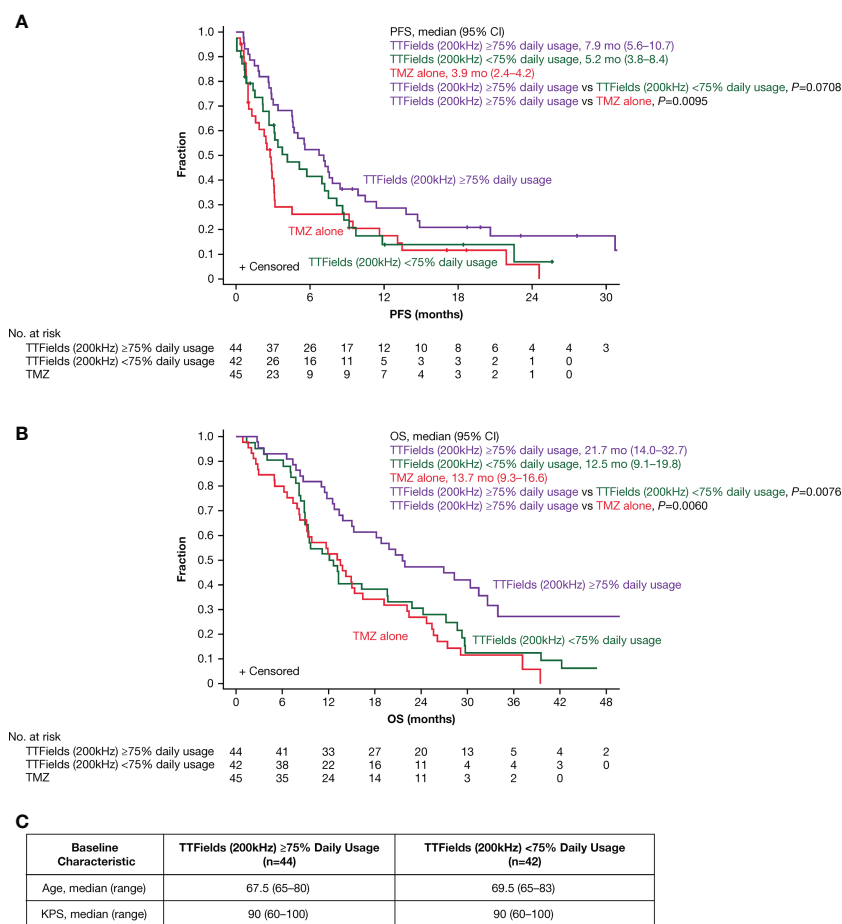 A
PFS, median (95% CI)
TTFields (200kHz) ≥75% daily usage, 7.9 mo (5.6–10.7)
TTFields (200kHz) <75% daily usage, 5.2 mo (3.8–8.4)
TMZ alone, 3.9 mo (2.4–4.2)
TTFields (200kHz) ≥75% daily usage vs TTFields (200kHz) <75% daily usage, P=0.0708
TTFields (200kHz) ≥75% daily usage vs TMZ alone, P=0.0095
1.0
0.9
0.8
0.7
0.6
0.5
0.4
0.3
0.2
0.1
0
Fraction
TTFields (200kHz) ≥75% daily usage
TMZ alone
TTFields (200kHz) <75% daily usage
+ Censored
0 6 12 18 24 30
PFS (months)
No. at risk
TTFields (200kHz) ≥75% daily usage 44 37 26 17 12 10 8 6 4 4 3
TTFields (200kHz) <75% daily usage 42 26 16 11 5 3 3 2 1 0
TMZ 45 23 9 9 7 4 3 2 1 0
B
OS, median (95% CI)
TTFields (200kHz) ≥75% daily usage, 21.7 mo (14.0–32.7)
TTFields (200kHz) <75% daily usage, 12.5 mo (9.1–19.8)
TMZ alone, 13.7 mo (9.3–16.6)
TTFields (200kHz) ≥75% daily usage vs TTFields (200kHz) <75% daily usage, P=0.0076
TTFields (200kHz) ≥75% daily usage vs TMZ alone, P=0.0060
1.0
0.9
0.8
0.7
0.6
0.5
0.4
0.3
0.2
0.1
0
Fraction
TTFields (200kHz) ≥75% daily usage
TMZ alone
TTFields (200kHz) <75% daily usage
+ Censored
0 6 12 18 24 30 36 42 48
OS (months)
No. at risk
TTFields (200kHz) ≥75% daily usage 44 41 33 27 20 13 5 4 2
TTFields (200kHz) <75% daily usage 42 38 22 16 11 4 4 3 0
TMZ 45 35 24 14 11 3 2 0
C
Baseline Characteristic TTFields (200kHz) ≥75% Daily Usage (n=44) TTFields (200kHz) <75% Daily Usage (n=42)
Age, median (range) 67.5 (65–80) 69.5 (65–83)
KPS, median (range) 90 (60–100) 90 (60–100)